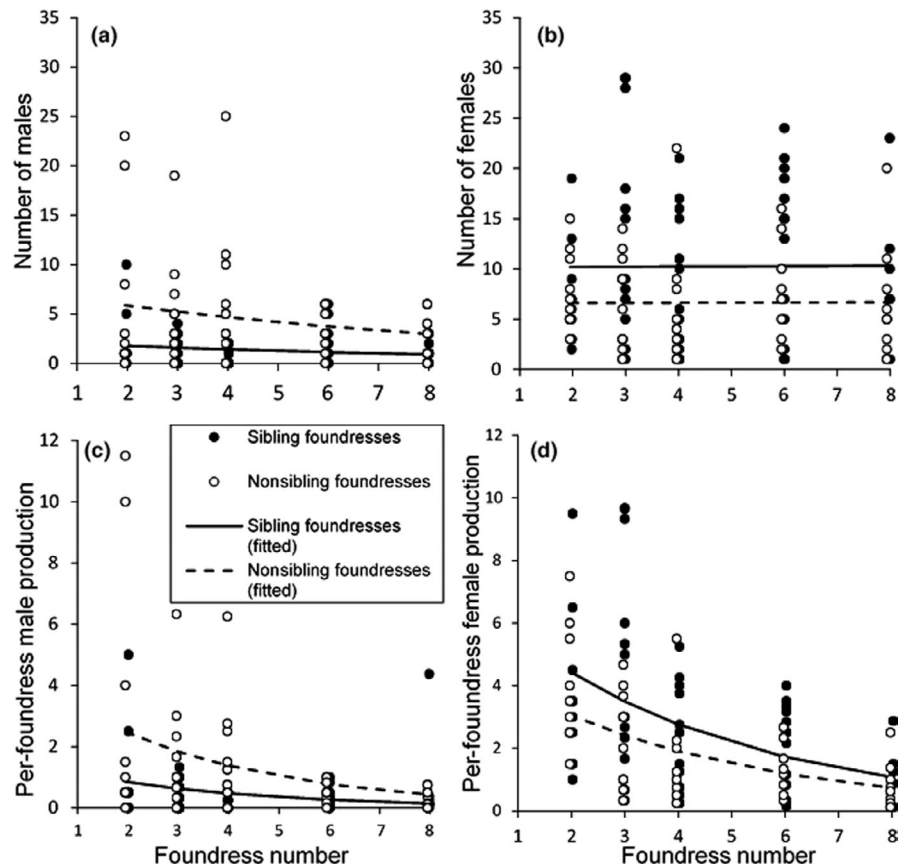 (a)
35
30
25
20
15
10
5
0
Number of males
1 2 3 4 5 6 7 8
(b)
35
30
25
20
15
10
5
0
Number of females
1 2 3 4 5 6 7 8
(c)
12
10
8
6
4
2
0
Per-foundress male production
Sibling foundresses
Nonsibling foundresses
Sibling foundresses
(fitted)
Nonsibling foundresses
(fitted)
1 2 3 4 5 6 7 8
Foundress number
(d)
12
10
8
6
4
2
0
Per-fouundress female production
1 2 3 4 5 6 7 8
Foundress number